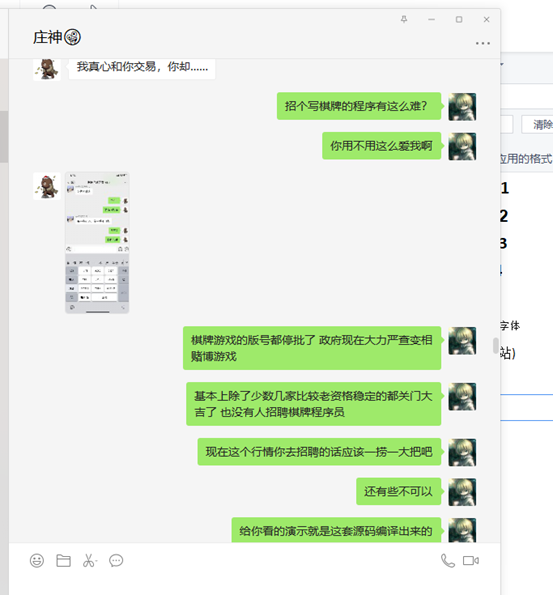 庄神
我真心和你交易，你却......
招个写棋牌的程序有这么难?
你用不用这么爱我啊
棋牌游戏的版号都停批了 政府现在大力严查变相
赌博游戏
基本上除了少数几家比较老资格稳定的都关门大
吉了 也没有人招聘棋牌程序员
现在这个行情你去招聘的话应该一捞一大把吧
还有些不可以
给你看的演示就是这套源码编译出来的
清除
应用的格式
1
2
3
字体
站)